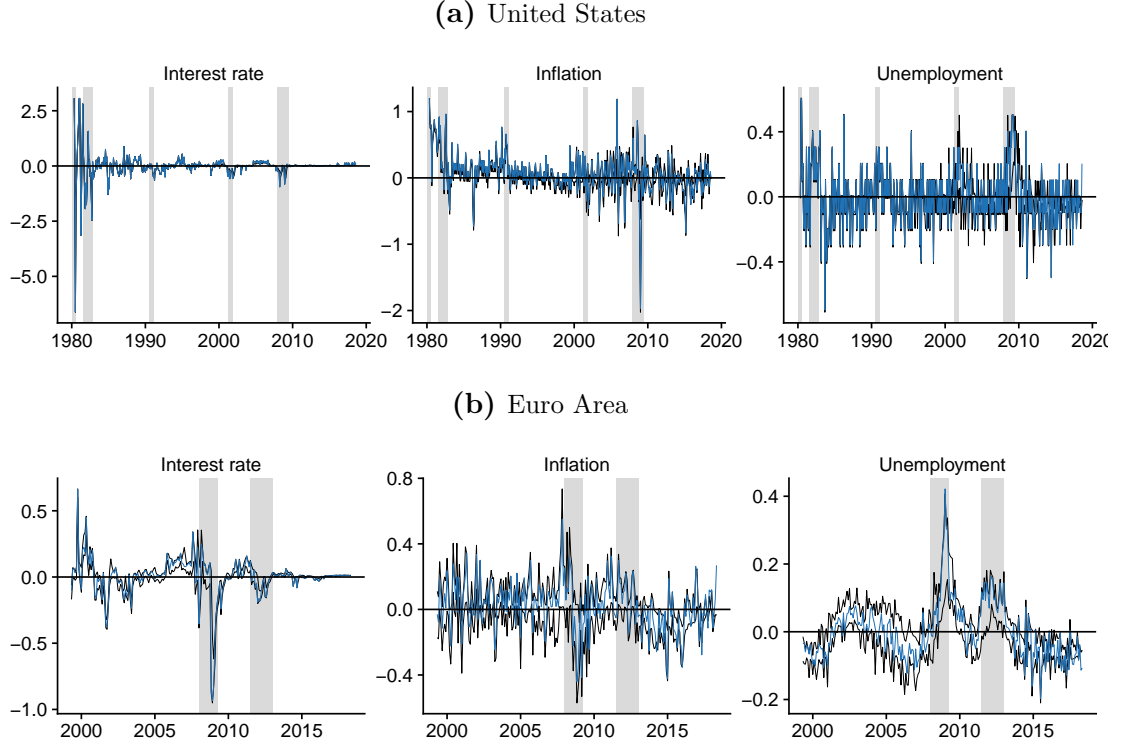 (a) United States
Interest rate Inflation Unemployment
2.5 0.0 −2.5 −5.0
1 0 −1 −2
0.4 0.0 −0.4
1980 1990 2000 2010 2020 1980 1990 2000 2010 2020 1980 1990 2000 2010 2020
(b) Euro Area
Interest rate Inflation Unemployment
0.5 0.0 −0.5 −1.0
0.8 0.4 0.0 −0.4
0.4 0.2 0.0 −0.2
2000 2005 2010 2015 2000 2005 2010 2015 2000 2005 2010 2015